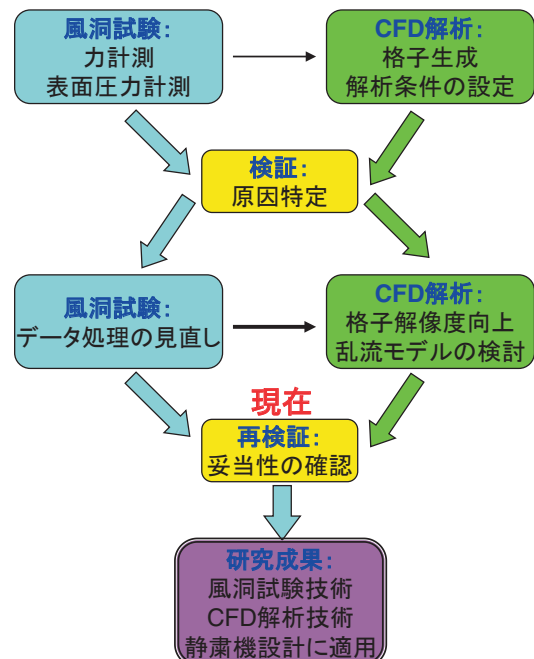 風洞試験：
力計測
表面圧力計測
CFD解析：
格子生成
解析条件の設定
検証：
原因特定
風洞試験：
データ処理の見直し
CFD解析：
格子解像度向上
乱流モデルの検討
現在
再検証：
妥当性の確認
研究成果：
風洞試験技術
CFD解析技術
静粛機設計に適用